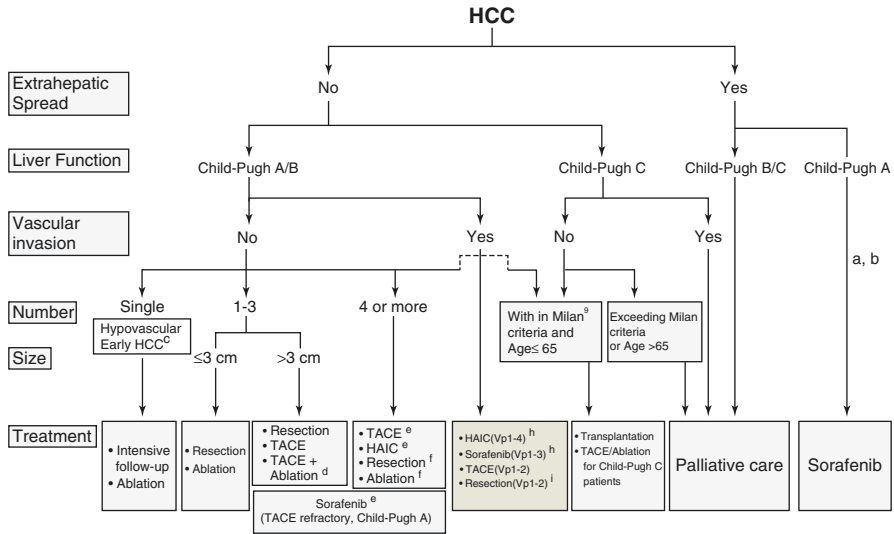 HCC
Extrahepatic
Spread
No
Yes
Liver Function
Child-Pugh A/B
Child-Pugh C
Child-Pugh B/C
Child-Pugh A
Vascular
invasion
No
Yes
No
Yes
a, b
Number
Single
1-3
4 or more
Hypovascular
Early HCC c
With in Milan 9
criteria and
Age≤ 65
Exceeding Milan
criteria
or Age >65
Size
≤3 cm
>3 cm
Treatment
• Intensive
follow-up
• Ablation
• Resection
• Ablation
• Resection
• TACE
• TACE +
Ablation d
• TACE e
• HAIC e
• Resection f
• Ablation f
Sorafenib e
(TACE refractory, Child-Pugh A)
• HAIC(Vp1-4) h
• Sorafenib(Vp1-3) h
• TACE(Vp1-2)
• Resection(Vp1-2) i
• Transplantation
• TACE/Ablation
for Child-Pugh C
patients
Palliative care
Sorafenib